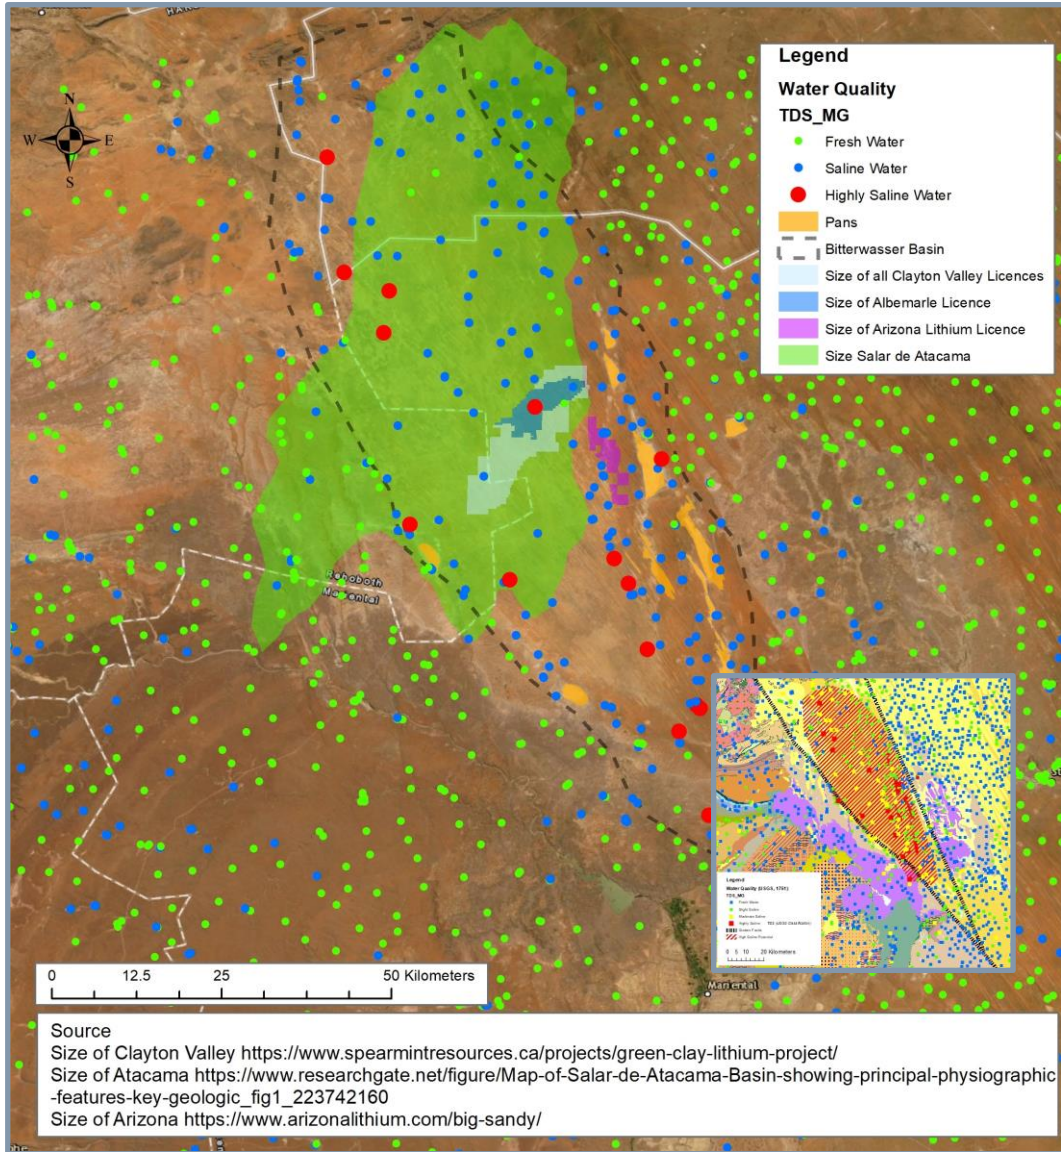 HAR
N
W E
S
Legend
Water Quality
TDS_MG
Fresh Water
Saline Water
Highly Saline Water
Pans
Bitterwasser Basin
Size of all Clayton Valley Licences
Size of Albemarle Licence
Size of Arizona Lithium Licence
Size Salar de Atacama
Rehoboth
Mariental
Legend
TDS_MG
0 5 10 20 Kilometers
Mariental
0 12.5 25 50 Kilometers
Source
Size of Clayton Valley https://www.spearmintresources.ca/projects/green-clay-lithium-project/
Size of Atacama https://www.researchgate.net/figure/Map-of-Salar-de-Atacama-Basin-showing-principal-physiographic
-features-key-geologic_fig1_223742160
Size of Arizona https://www.arizonalithium.com/big-sandy/